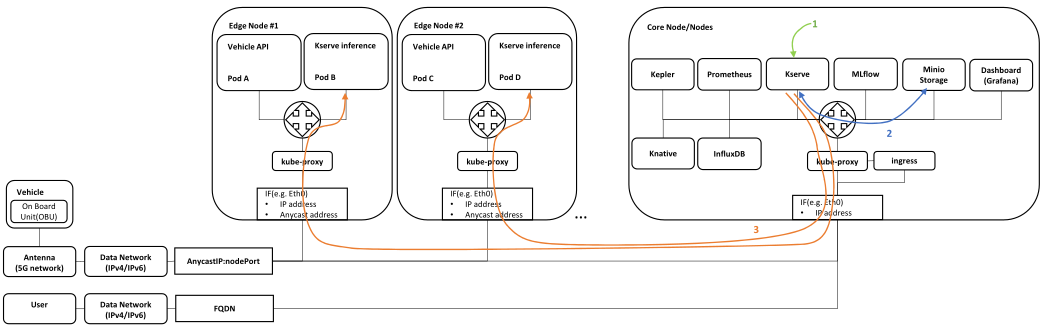 Edge Node #1
Vehicle API
Pod A
Kserve inference
Pod B
kube-proxy
IF(e.g. Eth0)
• IP address
• Anycast address
Edge Node #2
Vehicle API
Pod C
Kserve inference
Pod D
kube-proxy
IF(e.g. Eth0)
• IP address
• Anycast address
...
Core Node/Nodes
1
Kepler
Prometheus
Kserve
MLflow
Minio
Storage
Dashboard
(Grafana)
2
Knative
InfluxDB
kube-proxy
ingress
IF(e.g. Eth0)
• IP address
3
Vehicle
On Board
Unit(OBU)
Antenna
(5G network)
Data Network
(IPv4/IPv6)
AnycastIP:nodePort
User
Data Network
(IPv4/IPv6)
FQDN